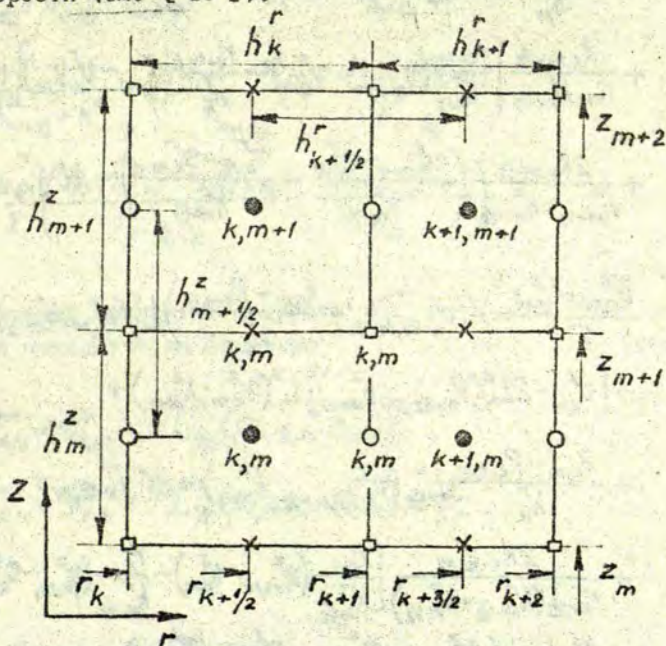 h^r_k h^r_{k+1}
h^r_{k+1/2} z_{m+2}
h^z_{m+1}
k,m+1 k+1,m+1
h^z_{m+1/2}
k,m k,m
z_{m+1}
h^z_m
k,m k,m k+1,m
z
r_k r_{k+1/2} r_{k+1} r_{k+3/2} r_{k+2} z_m
r